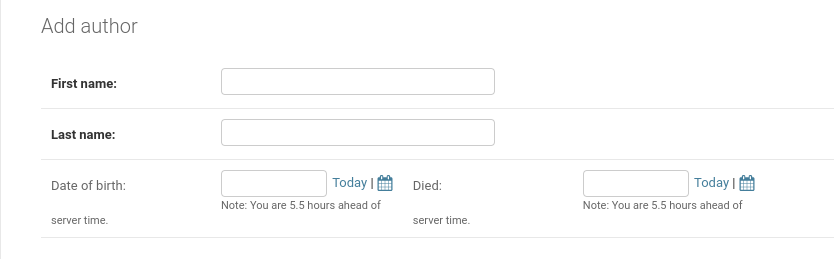 Add author
First name:
Last name:
Date of birth: Today | Died: Today |
Note: You are 5.5 hours ahead of Note: You are 5.5 hours ahead of
server time. server time.